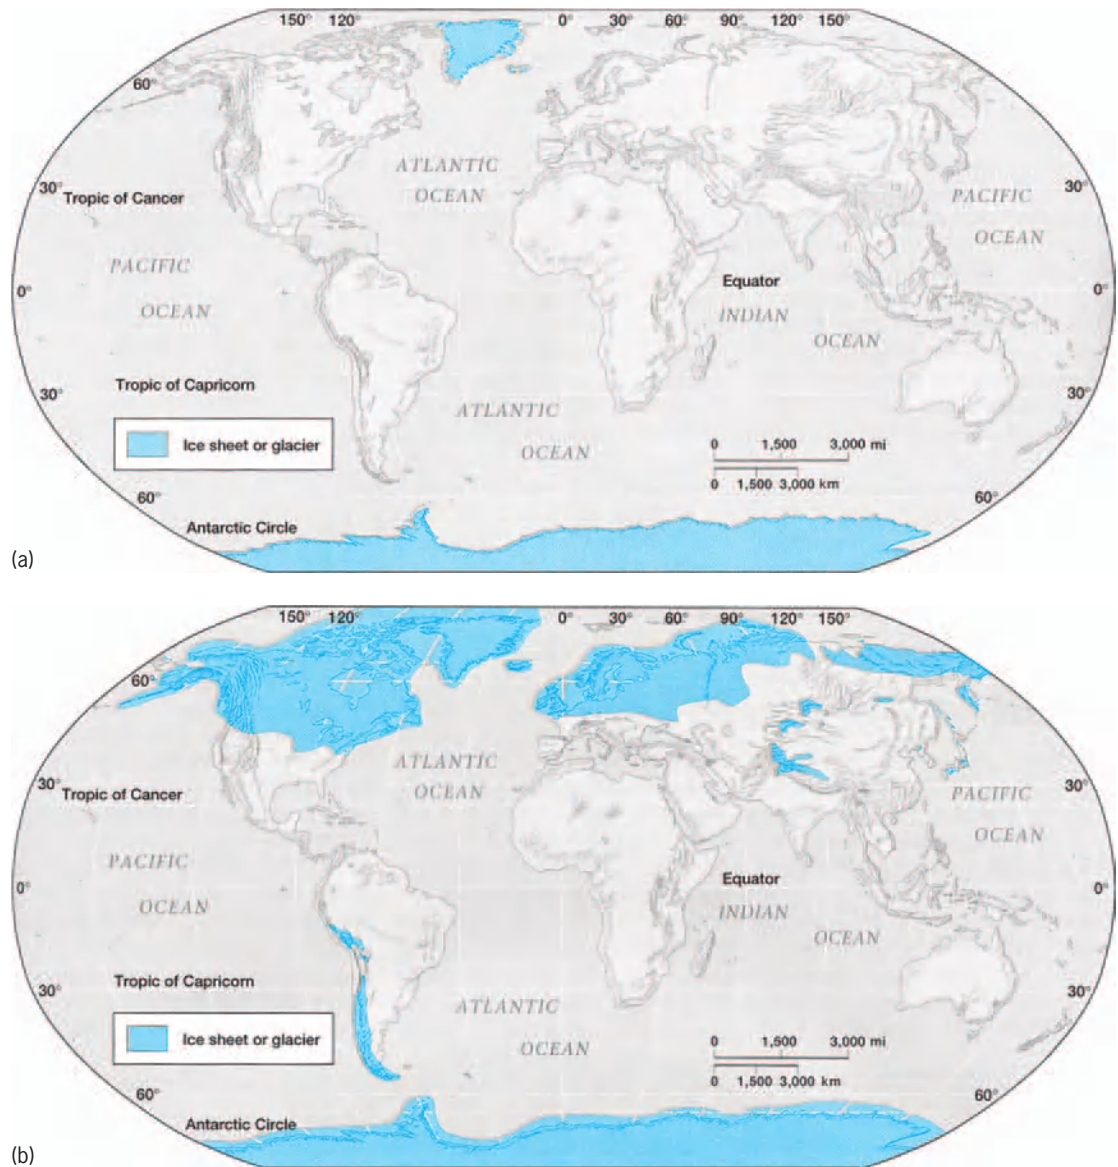 150° 120° 0° 30° 60° 90° 120° 150°
60°
ATLANTIC
OCEAN
30° 30°
Tropic of Cancer
PACIFIC
OCEAN
PACIFIC
OCEAN
Equator
0° 0°
INDIAN
OCEAN
Tropic of Capricorn
30° 30°
ATLANTIC
OCEAN
Ice sheet or glacier
0 1,500 3,000 mi
0 1,500 3,000 km
60° 60°
Antarctic Circle
(a)
150° 120° 0° 30° 60° 90° 120° 150°
60°
ATLANTIC
OCEAN
30° 30°
Tropic of Cancer
PACIFIC
OCEAN
PACIFIC
OCEAN
Equator
0° 0°
INDIAN
OCEAN
Tropic of Capricorn
30° 30°
ATLANTIC
OCEAN
Ice sheet or glacier
0 1,500 3,000 mi
0 1,500 3,000 km
60° 60°
Antarctic Circle
(b)